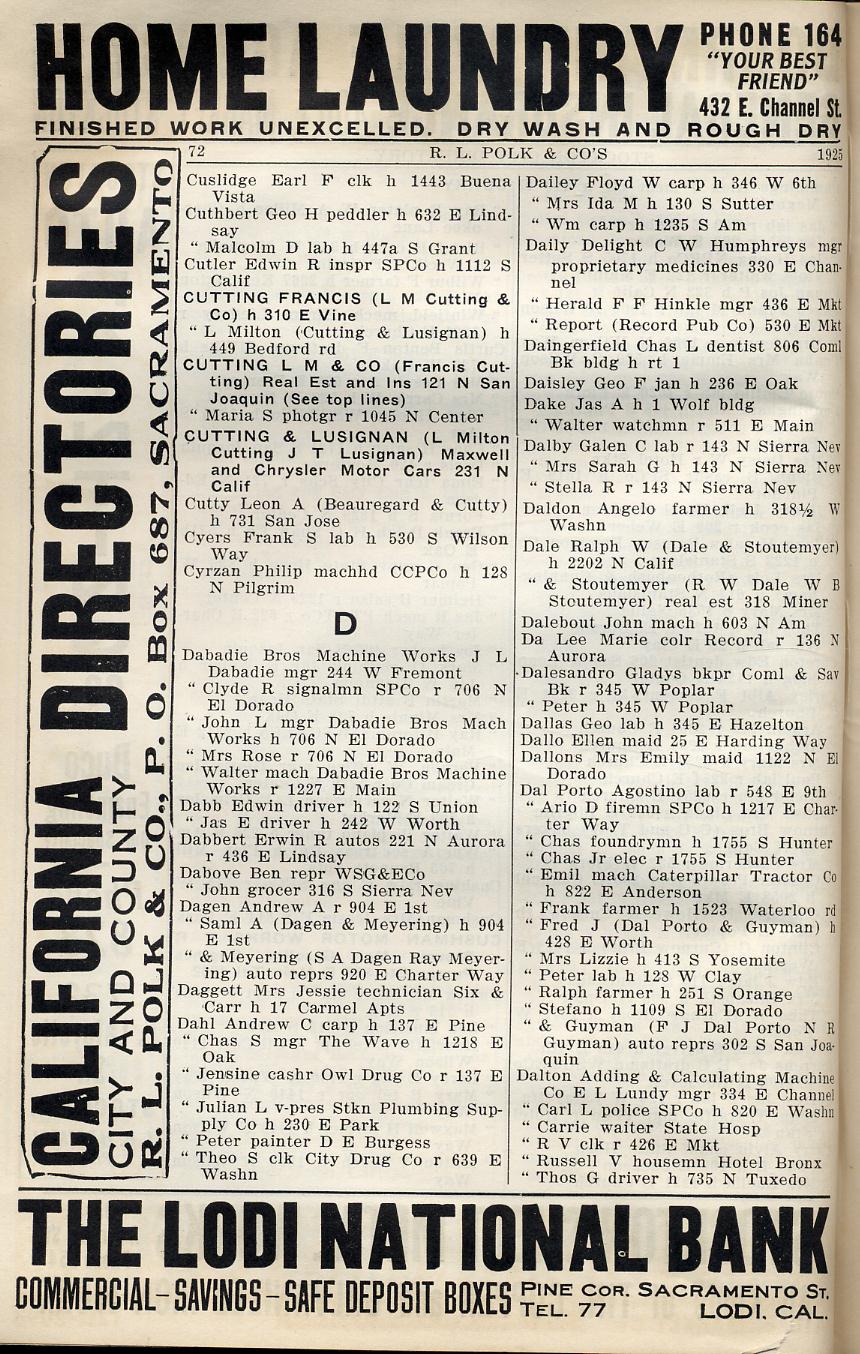 HOME LAUNDRY
PHONE 164
“YOUR BEST
FRIEND”
432 E. Channel St.
FINISHED WORK UNEXCELLED. DRY WASH AND ROUGH DRY
CALIFORNIA DIRECTORIES
CITY AND COUNTY
R. L. POLK & CO., P. O. Box 687, SACRAMENTO
72 R. L. POLK & CO'S 1925
Cuslidge Earl F clk h 1443 Buena
Vista
Cuthbert Geo H peddler h 632 E Lind-
say
“ Malcolm D lab h 447a S Grant
Cutler Edwin R inspr SPCo h 1112 S
Calif
CUTTING FRANCIS (L M Cutting &
Co) h 310 E Vine
“ L Milton (Cutting & Lusignan) h
449 Bedford rd
CUTTING L M & CO (Francis Cut-
ting) Real Est and Ins 121 N San
Joaquin (See top lines)
“ Maria S photgr r 1045 N Center
CUTTING & LUSIGNAN (L Milton
Cutting J T Lusignan) Maxwell
and Chrysler Motor Cars 231 N
Calif
Cutty Leon A (Beauregard & Cutty)
h 731 San Jose
Cyers Frank S lab h 530 S Wilson
Way
Cyrzan Philip machhd CCPCo h 128
N Pilgrim
D
Dabadie Bros Machine Works J L
Dabadie mgr 244 W Fremont
“ Clyde R signalmn SPCo r 706 N
El Dorado
“ John L mgr Dabadie Bros Mach
Works h 706 N El Dorado
“ Mrs Rose r 706 N El Dorado
“ Walter mach Dabadie Bros Machine
Works r 1227 E Main
Dabb Edwin driver h 122 S Union
“ Jas E driver h 242 W Worth
Dabbert Erwin R autos 221 N Aurora
r 436 E Lindsay
Dabove Ben repr WSG&ECo
“ John grocer 316 S Sierra Nev
Dagen Andrew A r 904 E 1st
“ Saml A (Dagen & Meyering) h 904
E 1st
“ & Meyering (S A Dagen Ray Meyer-
ing) auto reprs 920 E Charter Way
Daggett Mrs Jessie technician Six &
Carr h 17 Carmel Apts
Dahl Andrew C carp h 137 E Pine
“ Chas S mgr The Wave h 1218 E
Oak
“ Jensine cashr Owl Drug Co r 137 E
Pine
“ Julian L v-pres Stkn Plumbing Sup-
ply Co h 230 E Park
“ Peter painter D E Burgess
“ Theo S clk City Drug Co r 639 E
Washn
Dailey Floyd W carp h 346 W 6th
“ Mrs Ida M h 130 S Sutter
“ Wm carp h 1235 S Am
Daily Delight C W Humphreys mgr
proprietary medicines 330 E Chan-
nel
“ Herald F F Hinkle mgr 436 E Mkt
“ Report (Record Pub Co) 530 E Mkt
Daingerfield Chas L dentist 806 Coml
Bk bldg h rt 1
Daisley Geo F jan h 236 E Oak
Dake Jas A h 1 Wolf bldg
“ Walter watchmn r 511 E Main
Dalby Galen C lab r 143 N Sierra Nev
“ Mrs Sarah G h 143 N Sierra Nev
“ Stella R r 143 N Sierra Nev
Daldon Angelo farmer h 318½ W
Washn
Dale Ralph W (Dale & Stoutemyer)
h 2202 N Calif
“ & Stoutemyer (R W Dale W B
Stoutemyer) real est 318 Miner
Dalebout John mach h 603 N Am
Da Lee Marie colr Record r 136 N
Aurora
Dalesandro Gladys bkpr Coml & Sav
Bk r 345 W Poplar
“ Peter h 345 W Poplar
Dallas Geo lab h 345 E Hazelton
Dallo Ellen maid 25 E Harding Way
Dallons Mrs Emily maid 1122 N El
Dorado
Dal Porto Agostino lab r 548 E 9th
“ Ario D firemn SPCo h 1217 E Char-
ter Way
“ Chas foundrymn h 1755 S Hunter
“ Chas Jr elec r 1755 S Hunter
“ Emil mach Caterpillar Tractor Co
h 822 E Anderson
“ Frank farmer h 1523 Waterloo rd
“ Fred J (Dal Porto & Guyman) h
428 E Worth
“ Mrs Lizzie h 413 S Yosemite
“ Peter lab h 128 W Clay
“ Ralph farmer h 251 S Orange
“ Stefano h 1109 S El Dorado
“ & Guyman (F J Dal Porto N R
Guyman) auto reprs 302 S San Joa-
quin
Dalton Adding & Calculating Machine
Co E L Lundy mgr 334 E Channel
“ Carl L police SPCo h 820 E Washn
“ Carrie waiter State Hosp
“ R V clk r 426 E Mkt
“ Russell V housemn Hotel Bronx
“ Thos G driver h 735 N Tuxedo
THE LODI NATIONAL BANK
COMMERCIAL-SAVINGS-SAFE DEPOSIT BOXES
PINE COR. SACRAMENTO ST.
TEL. 77 LODI. CAL.